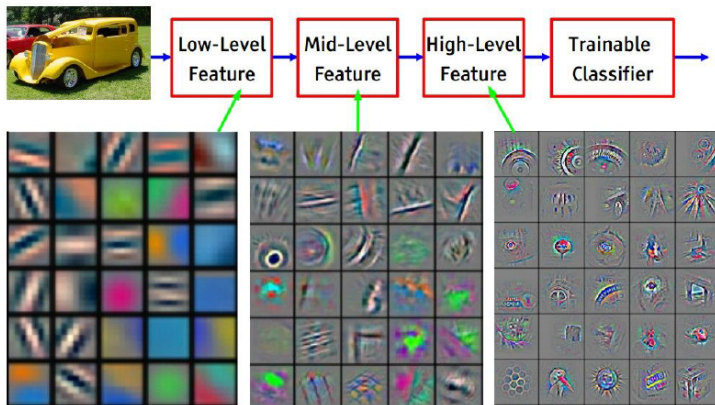 Low-Level
Feature
Mid-Level
Feature
High-Level
Feature
Trainable
Classifier